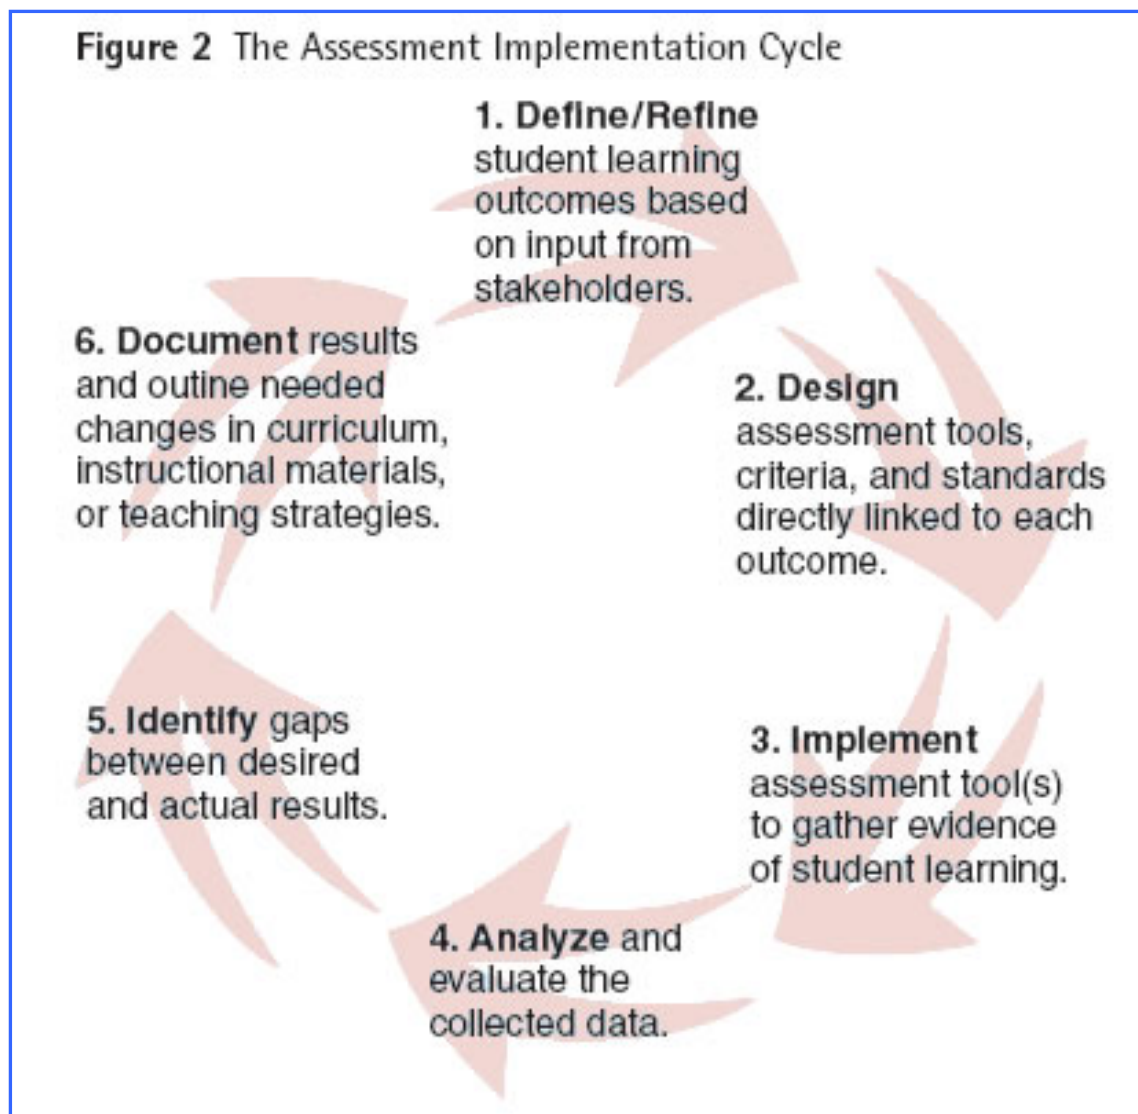 Figure 2 The Assessment Implementation Cycle
1. Define/Refine
student learning
outcomes based
on input from
stakeholders.
2. Design
assessment tools,
criteria, and standards
directly linked to each
outcome.
3. Implement
assessment tool(s)
to gather evidence
of student learning.
4. Analyze and
evaluate the
collected data.
5. Identify gaps
between desired
and actual results.
6. Document results
and outine needed
changes in curriculum,
instructional materials,
or teaching strategies.